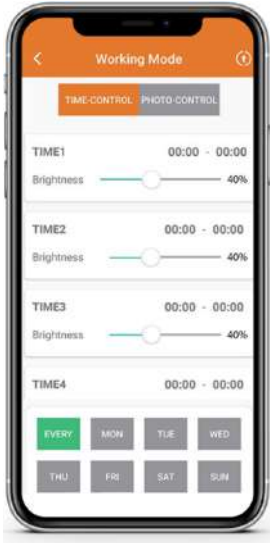 Working Mode
TIME-CONTROL PHOTO-CONTROL
TIME1 00:00 - 00:00
Brightness 40%
TIME2 00:00 - 00:00
Brightness 40%
TIME3 00:00 - 00:00
Brightness 40%
TIME4 00:00 - 00:00
EVERY MON TUE WED
THU FRI SAT SUN